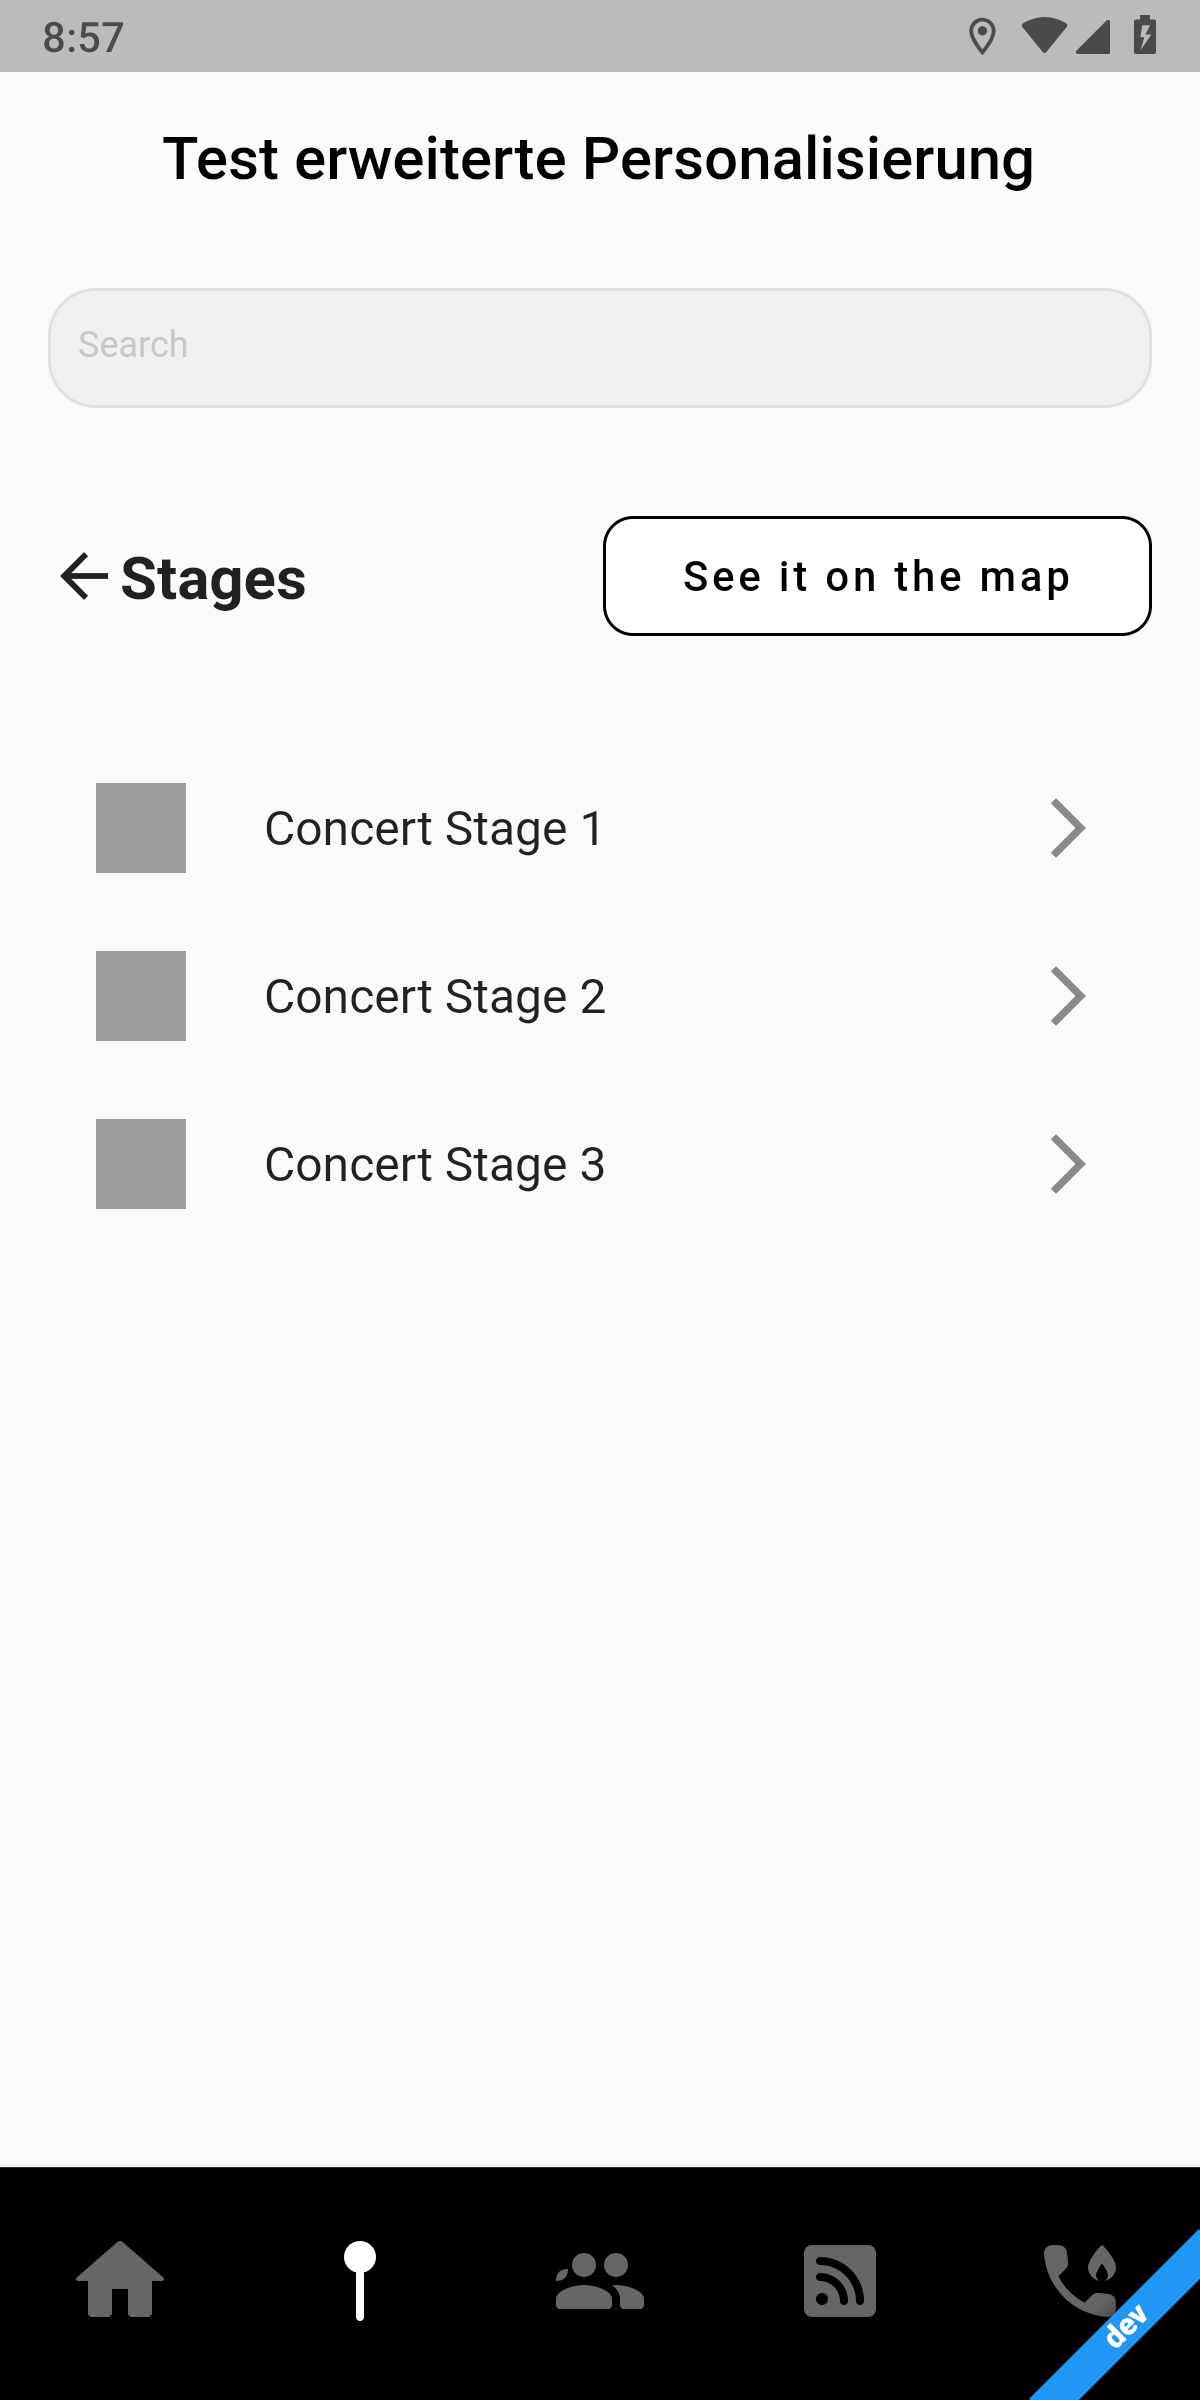 8:57
Test erweiterte Personalisierung
Search
Stages
See it on the map
Concert Stage 1
Concert Stage 2
Concert Stage 3
dev